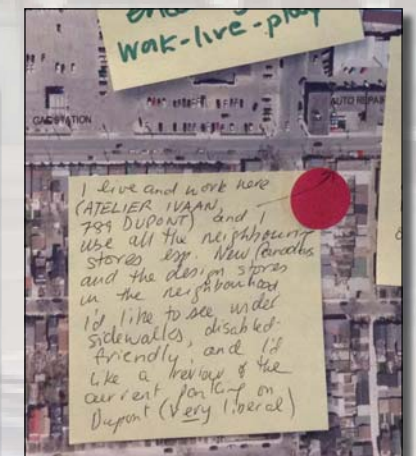 work-live-play
GAS STATION
AUTO REPAIR
I live and work here
(ATELIER IVAAN,
789 DUPONT) and I
use all the neighbouring
stores esp. New Canadians
and the design stores
in the neighbourhood
I'd like to see wider
sidewalks, disabled-
friendly, and I'd
like a review of the
current parking on
Dupont (very liberal)